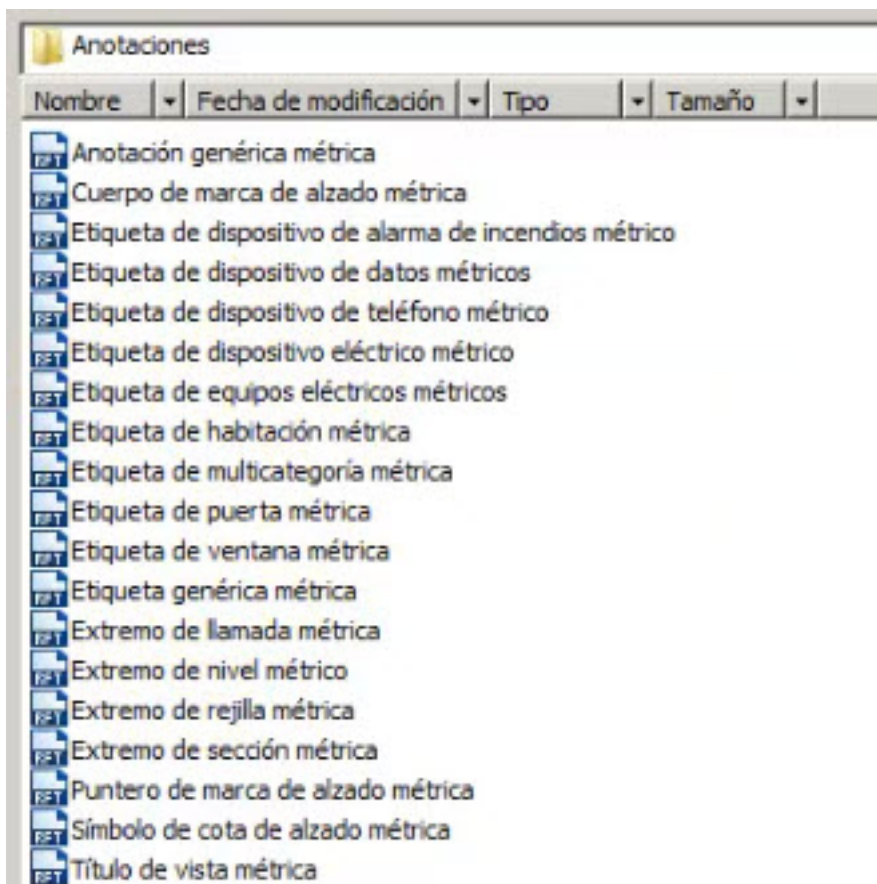 Anotaciones
Nombre Fecha de modificación Tipo Tamaño
Anotación genérica métrica
Cuerpo de marca de alzado métrica
Etiqueta de dispositivo de alarma de incendios métrico
Etiqueta de dispositivo de datos métricos
Etiqueta de dispositivo de teléfono métrico
Etiqueta de dispositivo eléctrico métrico
Etiqueta de equipos eléctricos métricos
Etiqueta de habitación métrica
Etiqueta de multicategoría métrica
Etiqueta de puerta métrica
Etiqueta de ventana métrica
Etiqueta genérica métrica
Extremo de llamada métrica
Extremo de nivel métrico
Extremo de rejilla métrica
Extremo de sección métrica
Puntero de marca de alzado métrica
Símbolo de cota de alzado métrica
Título de vista métrica